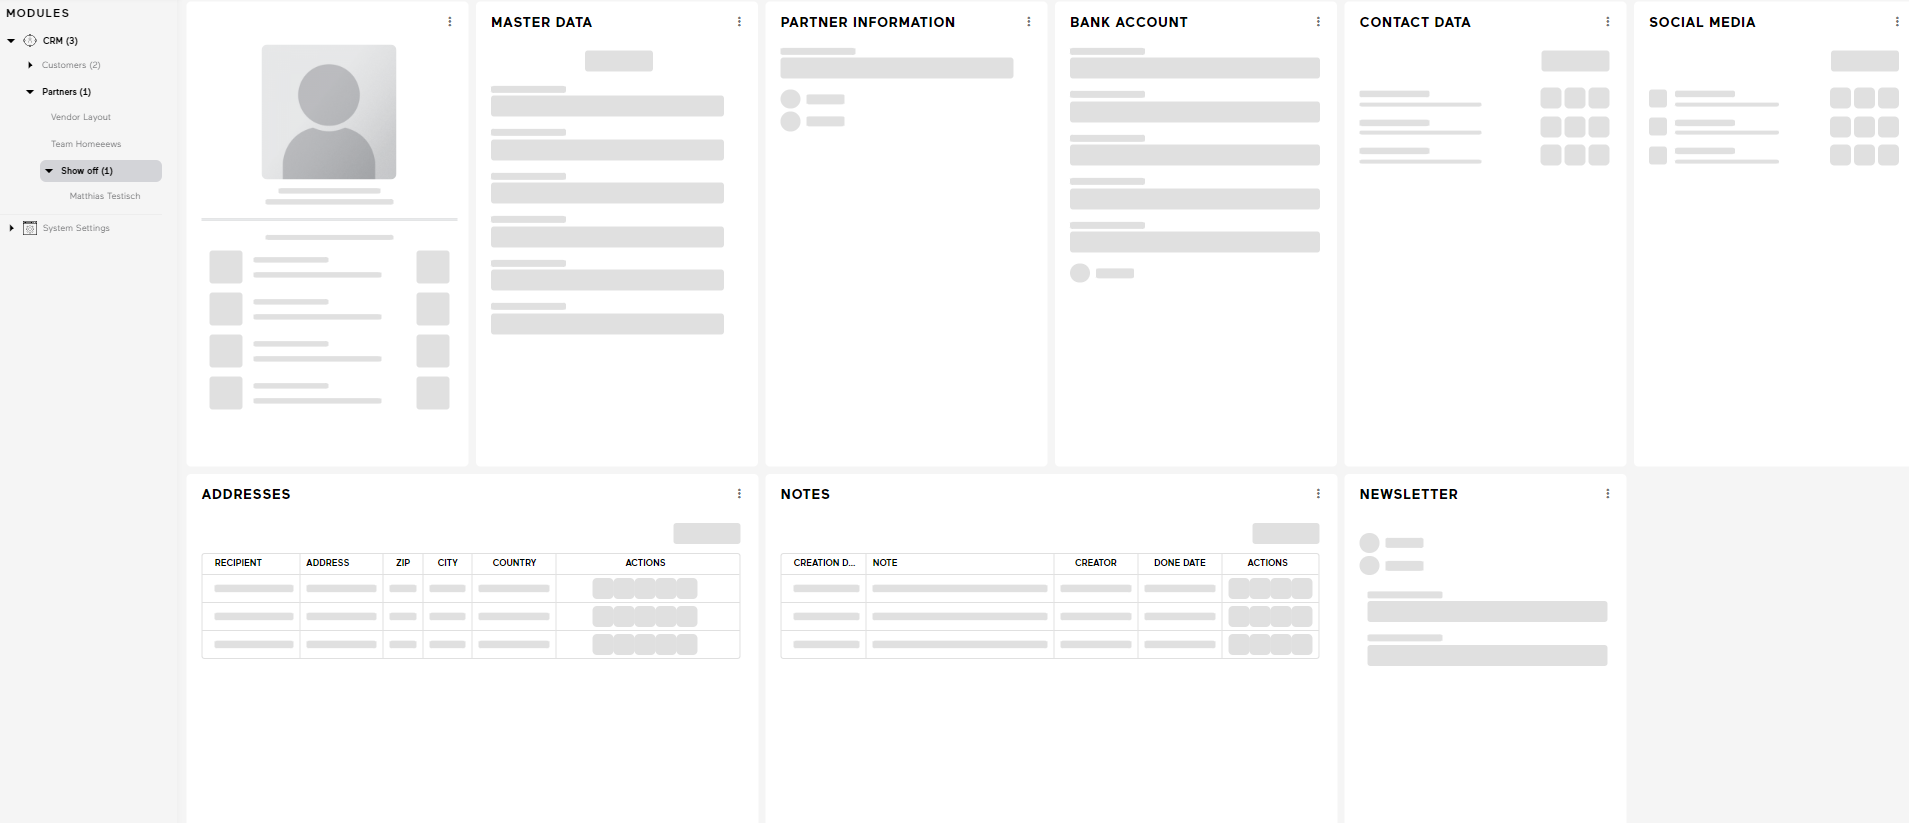 MODULES
CRM (3)
Customers (2)
Partners (1)
Vendor Layout
Team Homeeews
Show off (1)
Matthias Testisch
System Settings
MASTER DATA
PARTNER INFORMATION
BANK ACCOUNT
CONTACT DATA
SOCIAL MEDIA
ADDRESSES
RECIPIENT ADDRESS ZIP CITY COUNTRY ACTIONS
NOTES
CREATION D... NOTE CREATOR DONE DATE ACTIONS
NEWSLETTER